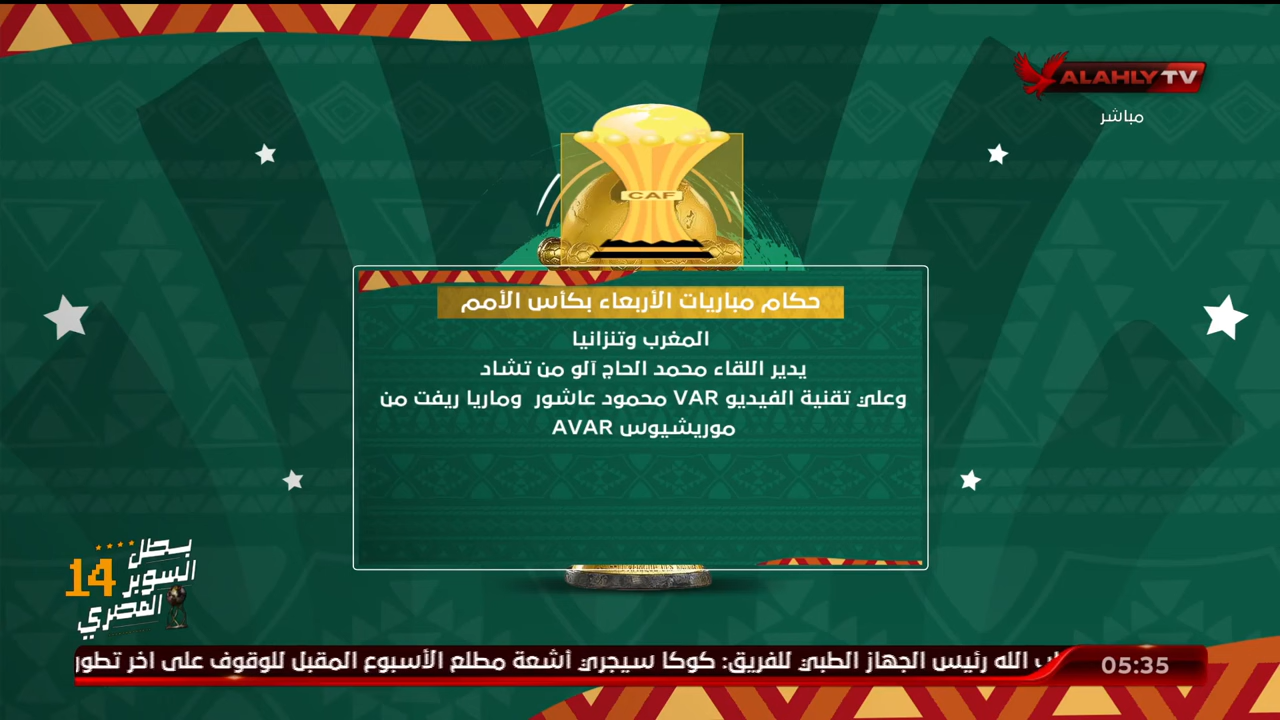 ALAHLY TV
مباشر
CAF
حكام مباريات الأربعاء بكأس الأمم
المغرب وتنزانيا
يدير اللقاء محمد الحاج آلو من تشاد
وعلي تقنية الفيديو VAR محمود عاشور وماريا ريفت من
موريشيوس AVAR
بطل
السوبر 14
المصري
الله رئيس الجهاز الطبي للفريق: كوكا سيجري أشعة مطلع الأسبوع المقبل للوقوف على اخر تطور
05:35